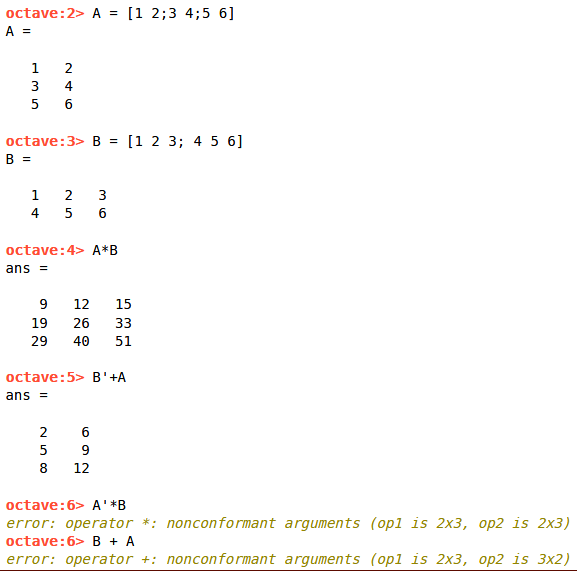 octave:2> A = [1 2;3 4;5 6]
A =
1 2
3 4
5 6
octave:3> B = [1 2 3; 4 5 6]
B =
1 2 3
4 5 6
octave:4> A*B
ans =
9 12 15
19 26 33
29 40 51
octave:5> B'+A
ans =
2 6
5 9
8 12
octave:6> A'*B
error: operator *: nonconformant arguments (op1 is 2x3, op2 is 2x3)
octave:6> B + A
error: operator +: nonconformant arguments (op1 is 2x3, op2 is 3x2)